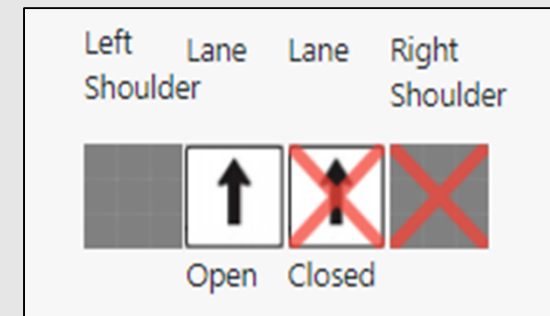 Left
Shoulder
Lane
Lane
Right
Shoulder
Open
Closed